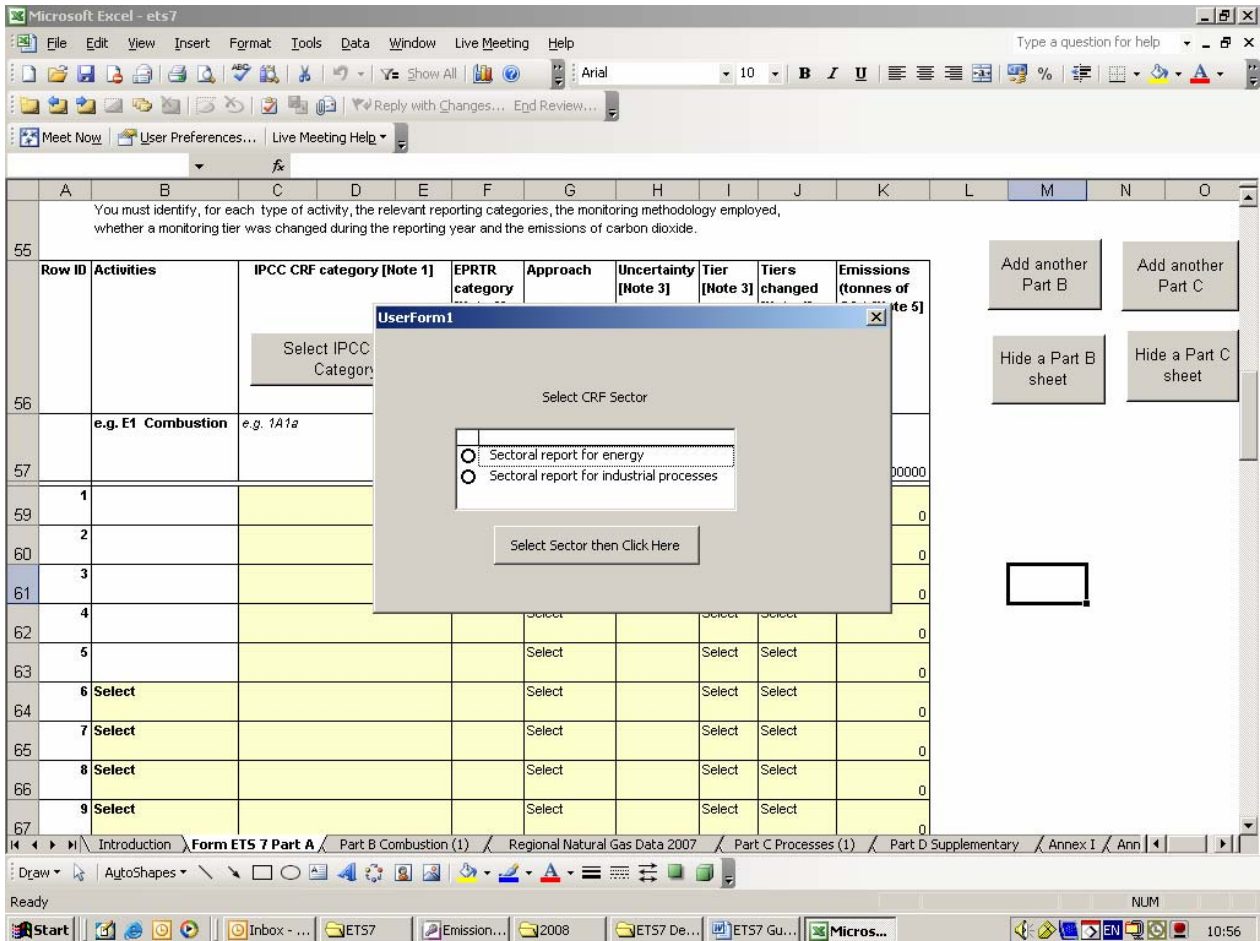 Microsoft Excel - ets7
File Edit View Insert Format Tools Data Window Live Meeting Help
Type a question for help
Show All
Arial
10
B I U
%
A
Reply with Changes... End Review...
Meet Now User Preferences... Live Meeting Help
fx
A B C D E F G H I J K L M N O
You must identify, for each type of activity, the relevant reporting categories, the monitoring methodology employed,
whether a monitoring tier was changed during the reporting year and the emissions of carbon dioxide.
55
Row ID Activities IPCC CRF category [Note 1] EPRTR category Approach Uncertainty [Note 3] Tier [Note 3] Tiers changed Emissions (tonnes of
te 5]
Select IPCC
Category
56
e.g. E1 Combustion e.g. 1A1a
57
00000
Add another Part B
Add another Part C
Hide a Part B sheet
Hide a Part C sheet
UserForm1
Select CRF Sector
Sectoral report for energy
Sectoral report for industrial processes
Select Sector then Click Here
1
59 0
2
60 0
3
61 0
4 Select Select Select
62 0
5 Select Select Select
63 0
6 Select Select Select Select
64 0
7 Select Select Select Select
65 0
8 Select Select Select Select
66 0
9 Select Select Select Select
67 0
Introduction Form ETS 7 Part A Part B Combustion (1) Regional Natural Gas Data 2007 Part C Processes (1) Part D Supplementary Annex I Ann
Draw AutoShapes A
Ready NUM
Start Inbox - ... ETS7 Emission... 2008 ETS7 De... ETS7 Gu... Micros... EN 10:56